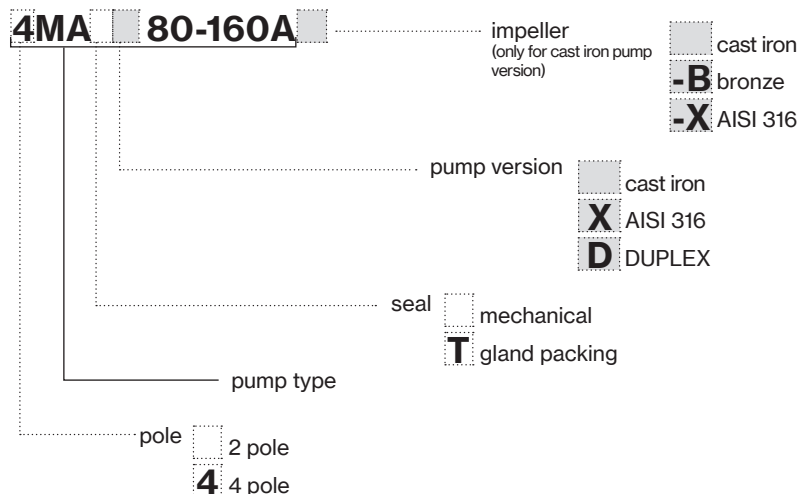 4MA 80-160A
impeller
(only for cast iron pump
version)
cast iron
-B bronze
-X AISI 316
pump version
cast iron
X AISI 316
D DUPLEX
seal
mechanical
T gland packing
pump type
pole
2 pole
4 4 pole